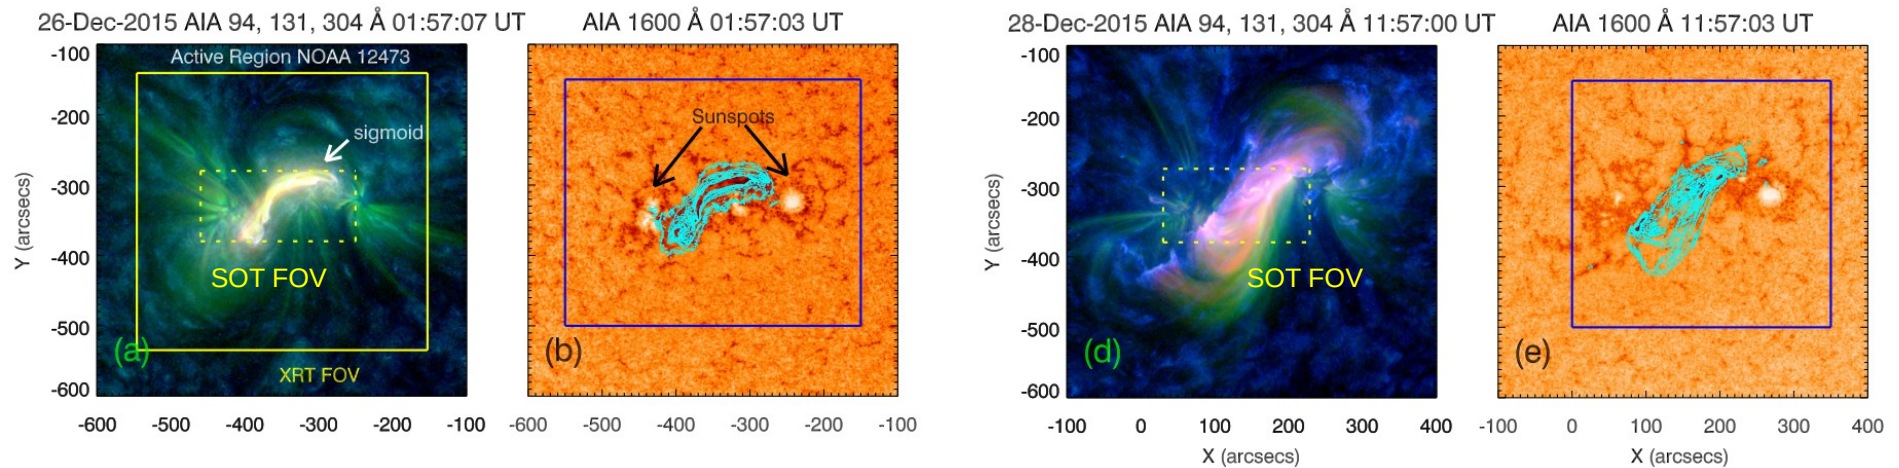 26-Dec-2015 AIA 94, 131, 304 Å 01:57:07 UT
Active Region NOAA 12473
sigmoid
SOT FOV
(a)
XRT FOV
Y (arcsecs)
-100
-200
-300
-400
-500
-600
-600 -500 -400 -300 -200 -100
AIA 1600 Å 01:57:03 UT
Sunspots
(b)
-600 -500 -400 -300 -200 -100
28-Dec-2015 AIA 94, 131, 304 Å 11:57:00 UT
SOT FOV
(d)
Y (arcsecs)
-100
-200
-300
-400
-500
-600
-100 0 100 200 300 400
X (arcsecs)
AIA 1600 Å 11:57:03 UT
(e)
-100 0 100 200 300 400
X (arcsecs)